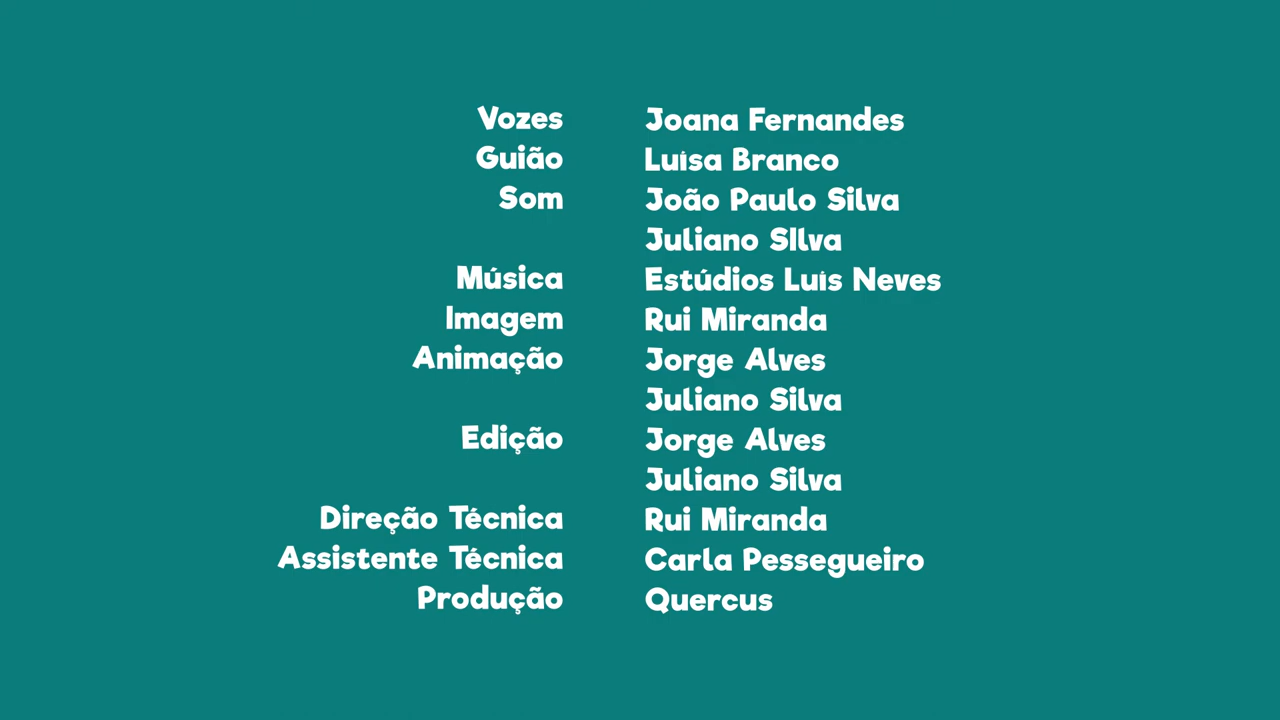 Vozes Joana Fernandes
Guião Luísa Branco
Som João Paulo Silva
Juliano SIlva
Música Estúdios Luís Neves
Imagem Rui Miranda
Animação Jorge Alves
Juliano Silva
Edição Jorge Alves
Juliano Silva
Direção Técnica Rui Miranda
Assistente Técnica Carla Pessegueiro
Produção Quercus